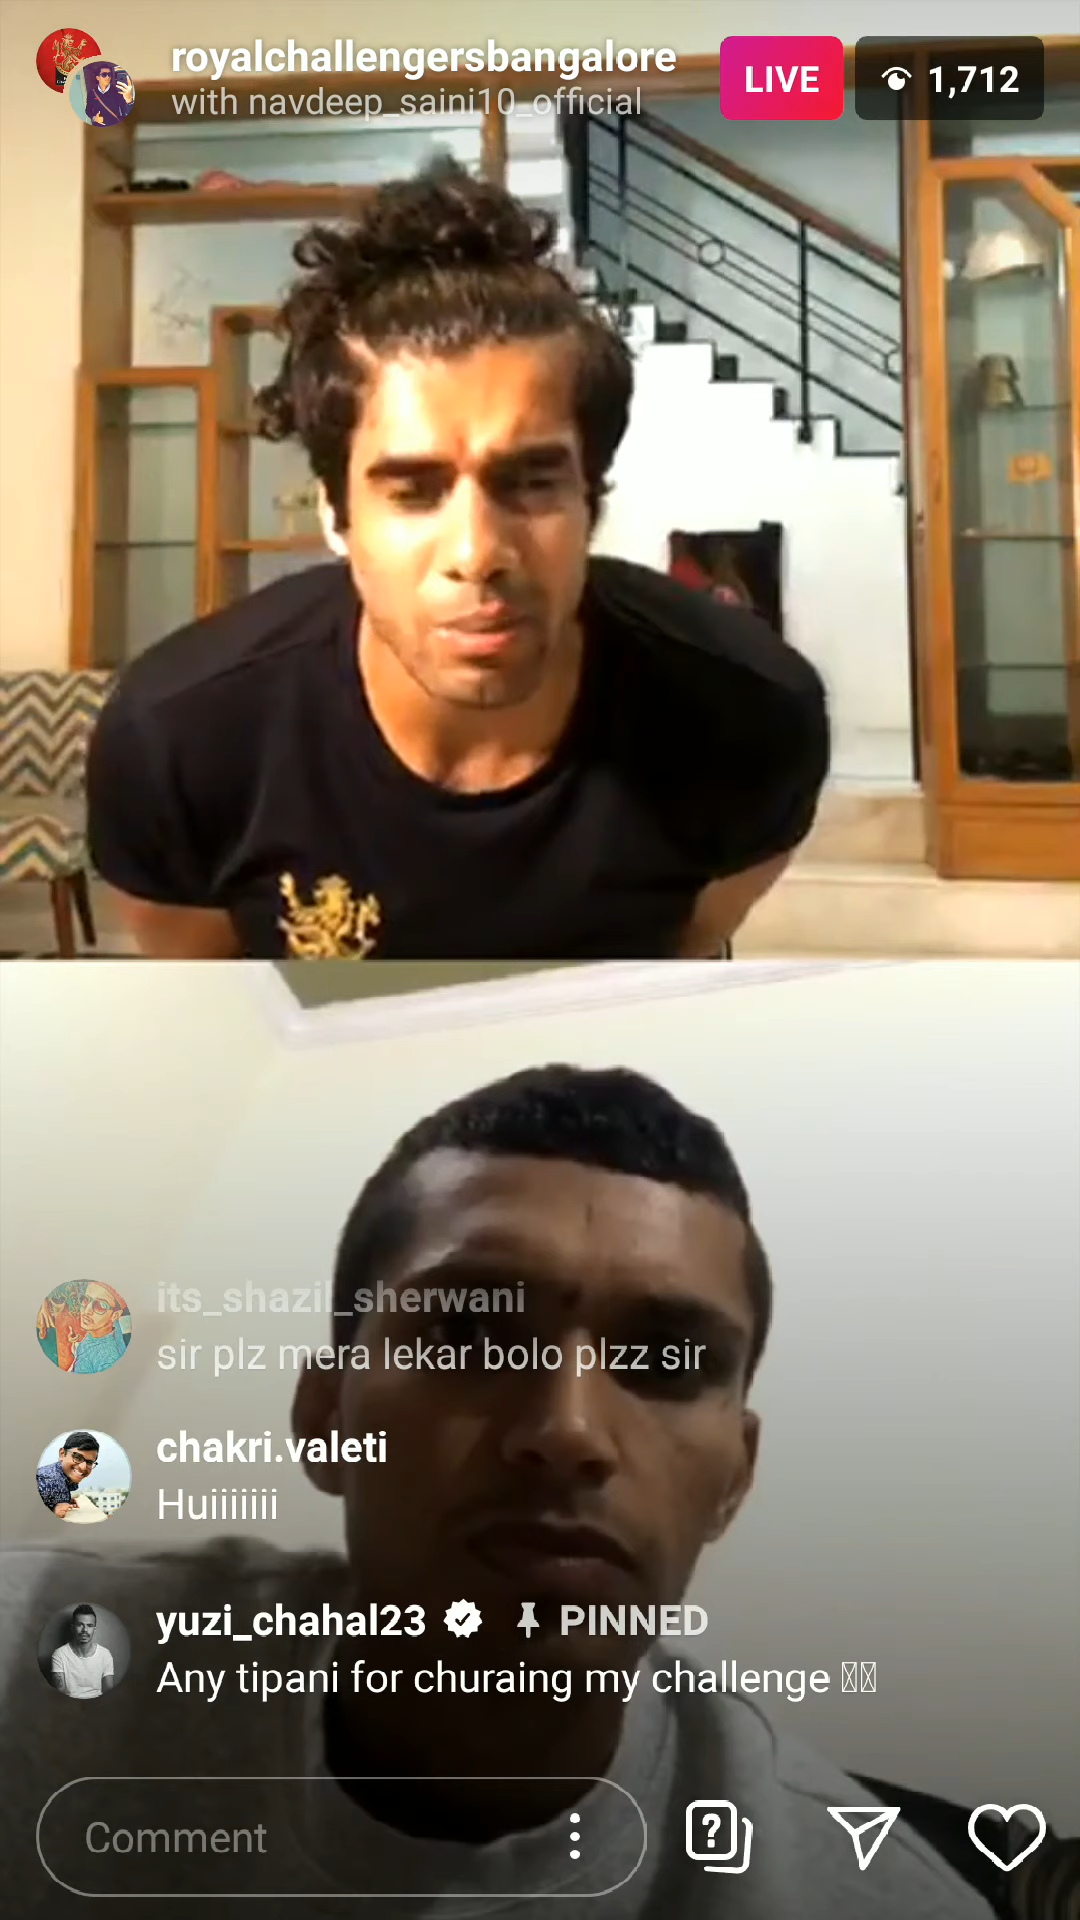 royalchallengersbangalore
with navdeep_saini10_official
LIVE
1,712
its_shazil_sherwani
sir plz mera lekar bolo plzz sir
chakri.valeti
Huiiiiiii
yuzi_chahal23 PINNED
Any tipani for churaing my challenge
Comment